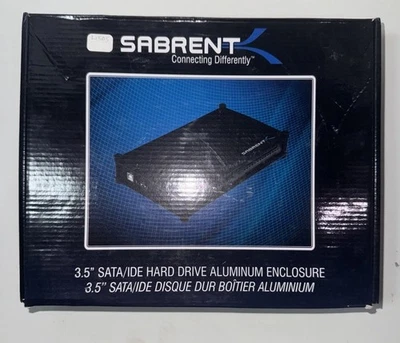 SABRENT
Connecting Differently™
SABRENT
3.5" SATA/IDE HARD DRIVE ALUMINUM ENCLOSURE
3.5" SATA/IDE DISQUE DUR BOÎTIER ALUMINIUM